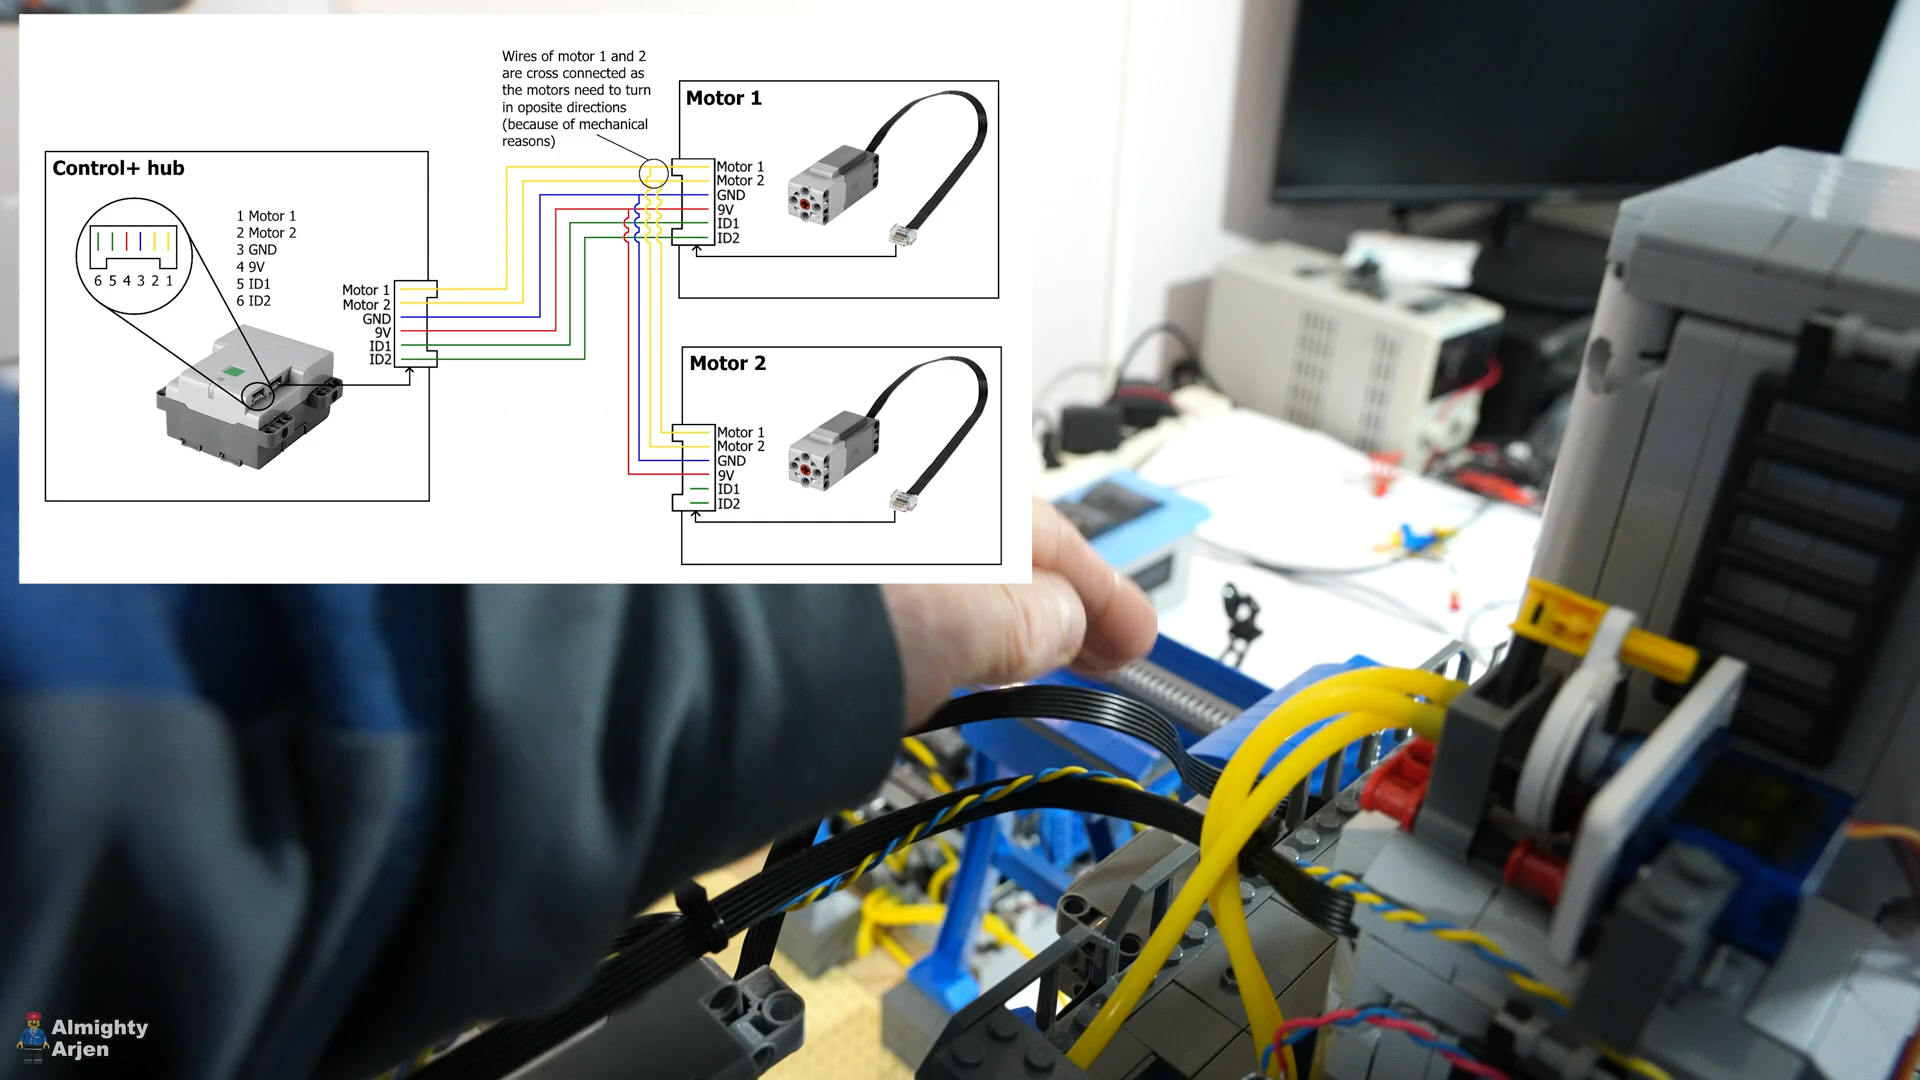 Wires of motor 1 and 2
are cross connected as
the motors need to turn
in oposite directions
(because of mechanical
reasons)
Control+ hub
1 Motor 1
2 Motor 2
3 GND
4 9V
5 ID1
6 ID2
6 5 4 3 2 1
Motor 1
Motor 2
GND
9V
ID1
ID2
Motor 1
Motor 1
Motor 2
GND
9V
ID1
ID2
Motor 2
Motor 1
Motor 2
GND
9V
ID1
ID2
Almighty
Arjen